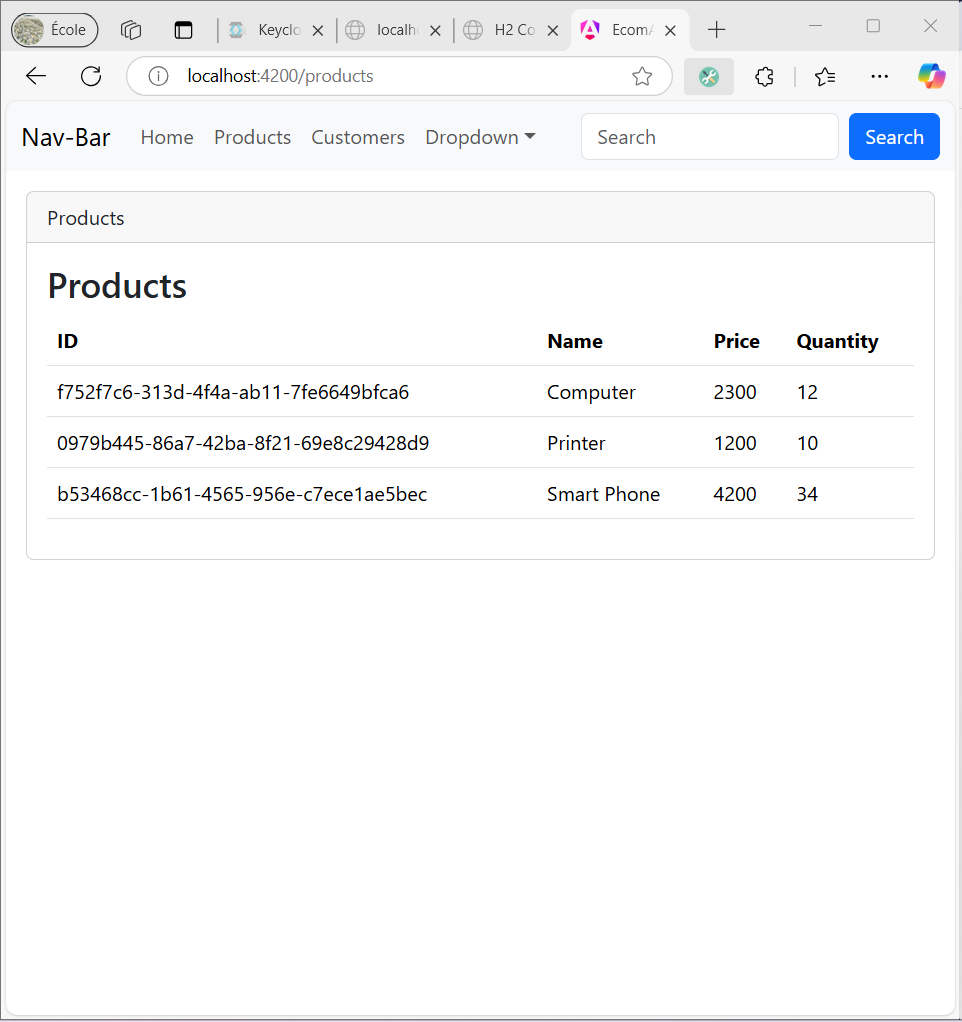 École Keyclo localh H2 Co EcomA
localhost:4200/products
Nav-Bar Home Products Customers Dropdown Search Search
Products
Products
ID Name Price Quantity
f752f7c6-313d-4f4a-ab11-7fe6649bfca6 Computer 2300 12
0979b445-86a7-42ba-8f21-69e8c29428d9 Printer 1200 10
b53468cc-1b61-4565-956e-c7ece1ae5bec Smart Phone 4200 34